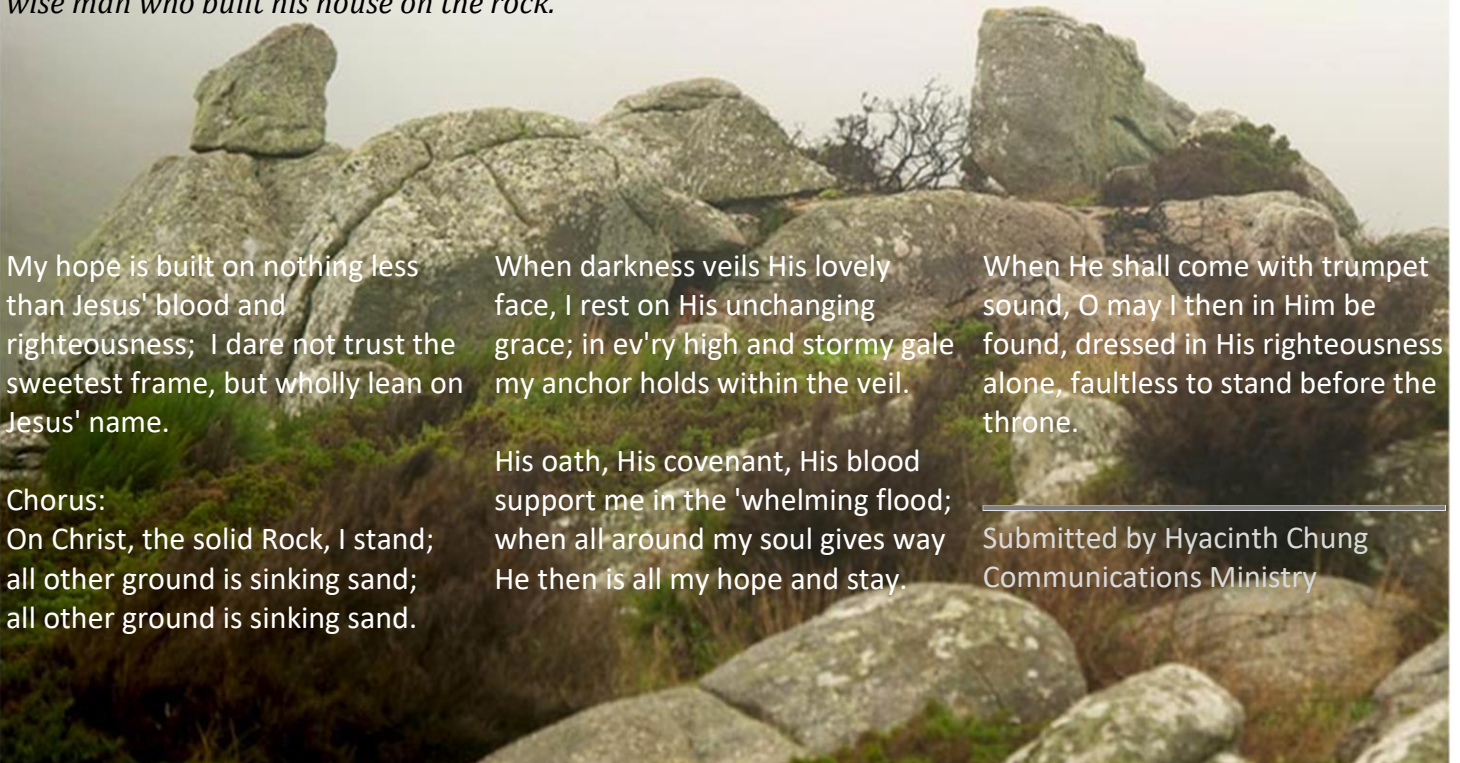 wise man who built his house on the rock.
My hope is built on nothing less
than Jesus' blood and
righteousness;  I dare not trust the
sweetest frame, but wholly lean on
Jesus' name.
Chorus:
On Christ, the solid Rock, I stand;
all other ground is sinking sand;
all other ground is sinking sand.
When darkness veils His lovely
face, I rest on His unchanging
grace; in ev'ry high and stormy gale
my anchor holds within the veil.
His oath, His covenant, His blood
support me in the 'whelming flood;
when all around my soul gives way
He then is all my hope and stay.
When He shall come with trumpet
sound, O may I then in Him be
found, dressed in His righteousness
alone, faultless to stand before the
throne.
Submitted by Hyacinth Chung
Communications Ministry